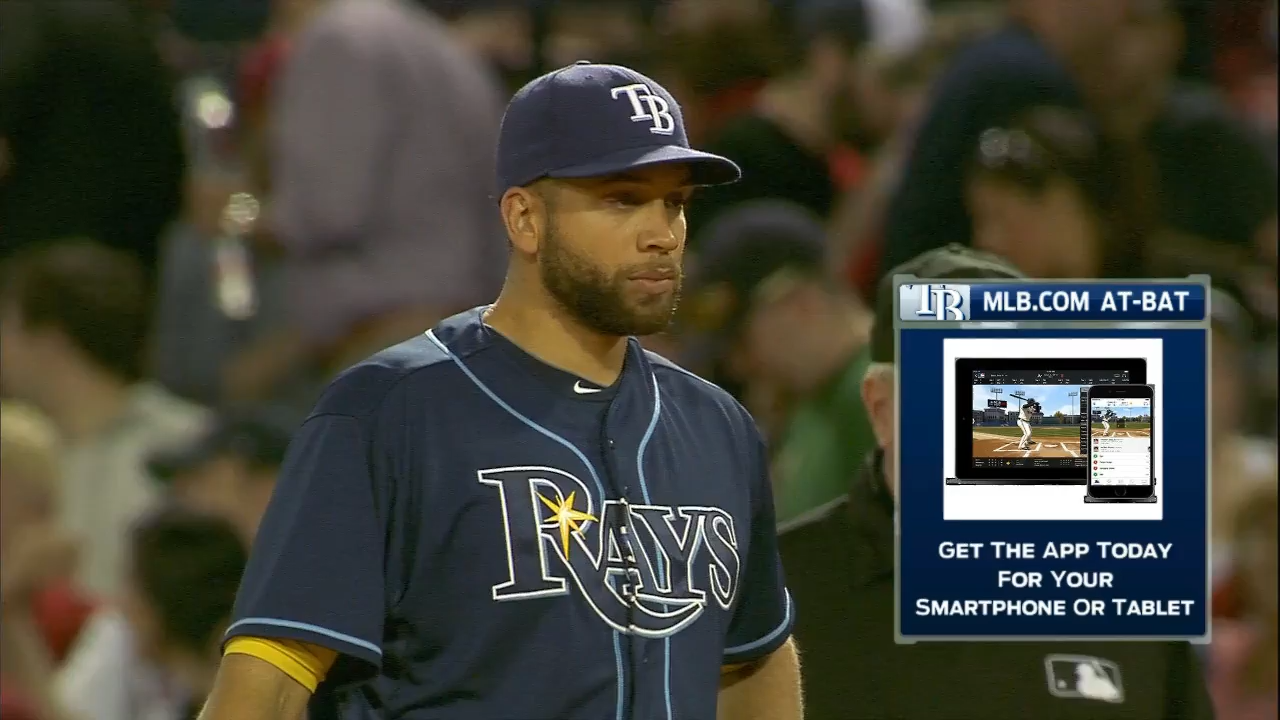 TB
RAYS
TB MLB.COM AT-BAT
GET THE APP TODAY
FOR YOUR
SMARTPHONE OR TABLET